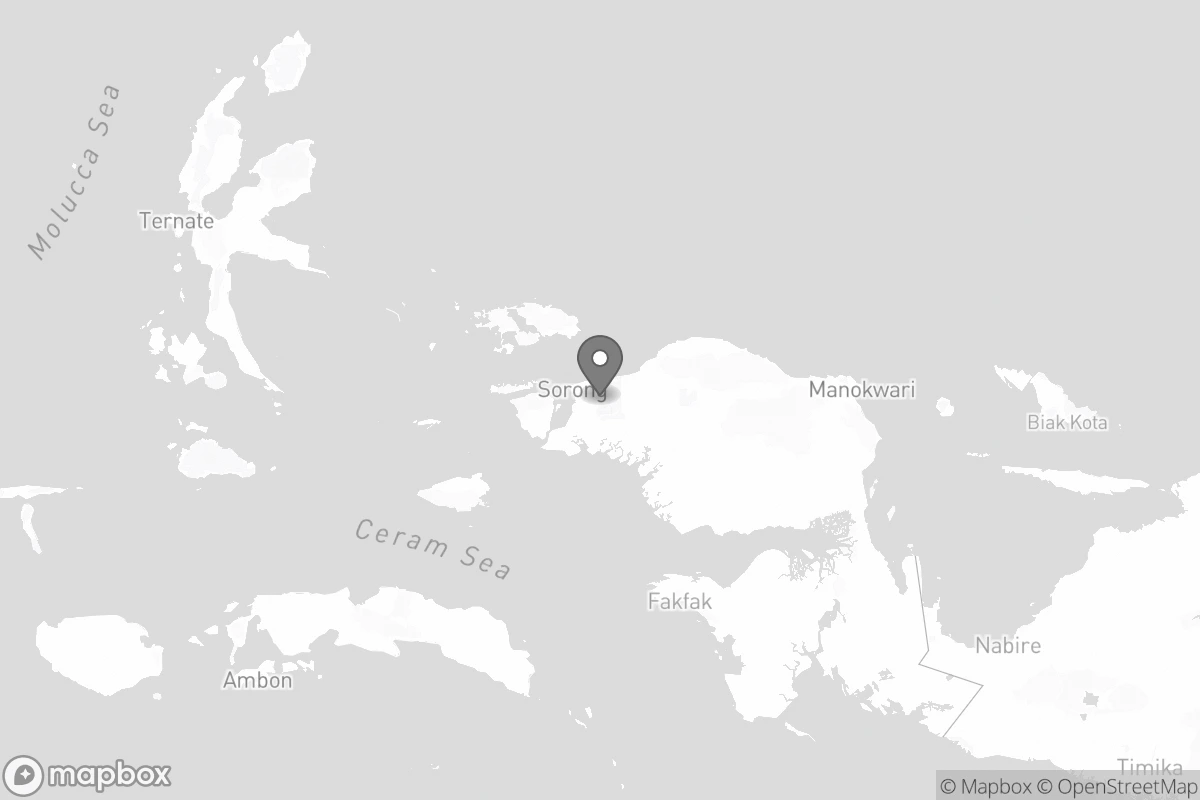 Molucca Sea
Ternate
Sorong
Manokwari
Biak Kota
Ceram Sea
Fakfak
Nabire
Ambon
Timika
mapbox
© Mapbox © OpenStreetMap